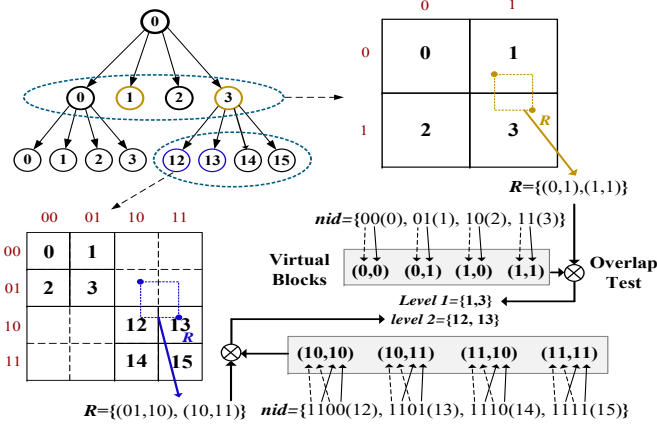 0
0 1 2 3
0 1 2 3 12 13 14 15
0 1
0 0 1
1 2 3
R
R={(0,1),(1,1)}
nid={00(0), 01(1), 10(2), 11(3)}
Virtual Blocks
(0,0) (0,1) (1,0) (1,1)
Overlap Test
Level 1={1,3}
level 2={12, 13}
00 01 10 11
00 0 1
01 2 3
10 12 13
R
11 14 15
(10,10) (10,11) (11,10) (11,11)
R={(01,10), (10,11)}
nid={1100(12), 1101(13), 1110(14), 1111(15)}